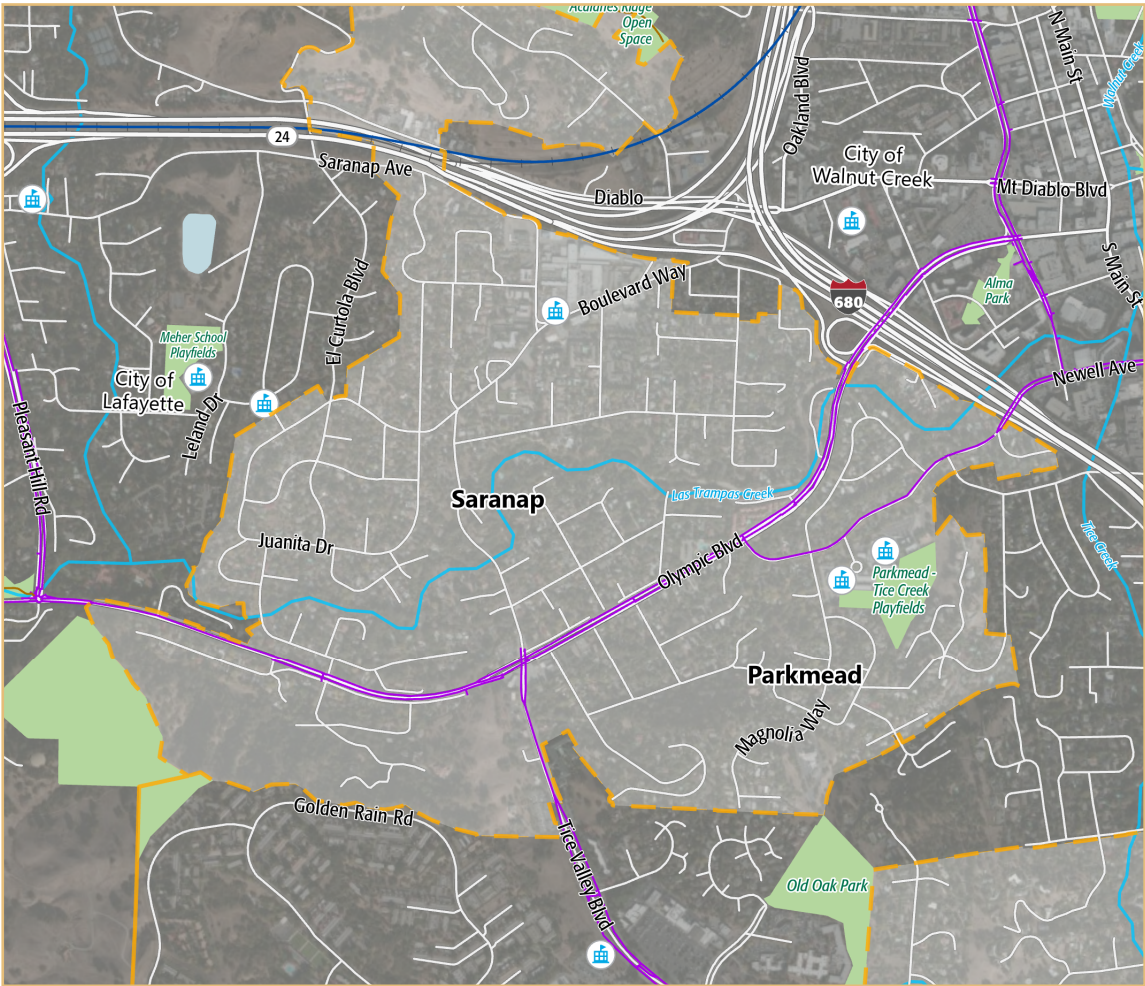 Acalanes Ridge
Open
Space
N Main St
Walnut Creek
Oakland Blvd
24
Saranap Ave
City of
Walnut Creek
Diablo
Mt Diablo Blvd
S Main St
El Curtola Blvd
Boulevard Way
680
Alma
Park
Meher School
Playfields
City of
Lafayette
Leland Dr
Newell Ave
Pleasant Hill Rd
Saranap
Las Trampas Creek
Juanita Dr
Olympic Blvd
Tice Creek
Parkmead -
Tice Creek
Playfields
Parkmead
Magnolia Way
Golden Rain Rd
Tice Valley Blvd
Old Oak Park